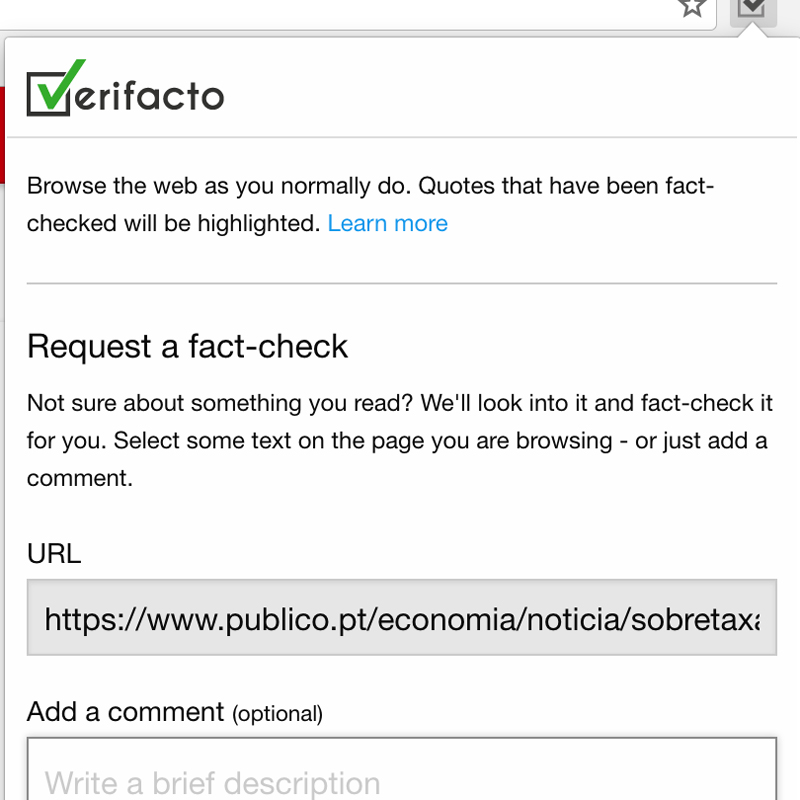 Verifacto
Browse the web as you normally do. Quotes that have been fact-
checked will be highlighted. Learn more
Request a fact-check
Not sure about something you read? We'll look into it and fact-check it
for you. Select some text on the page you are browsing - or just add a
comment.
URL
https://www.publico.pt/economia/noticia/sobretaxa
Add a comment (optional)
Write a brief description